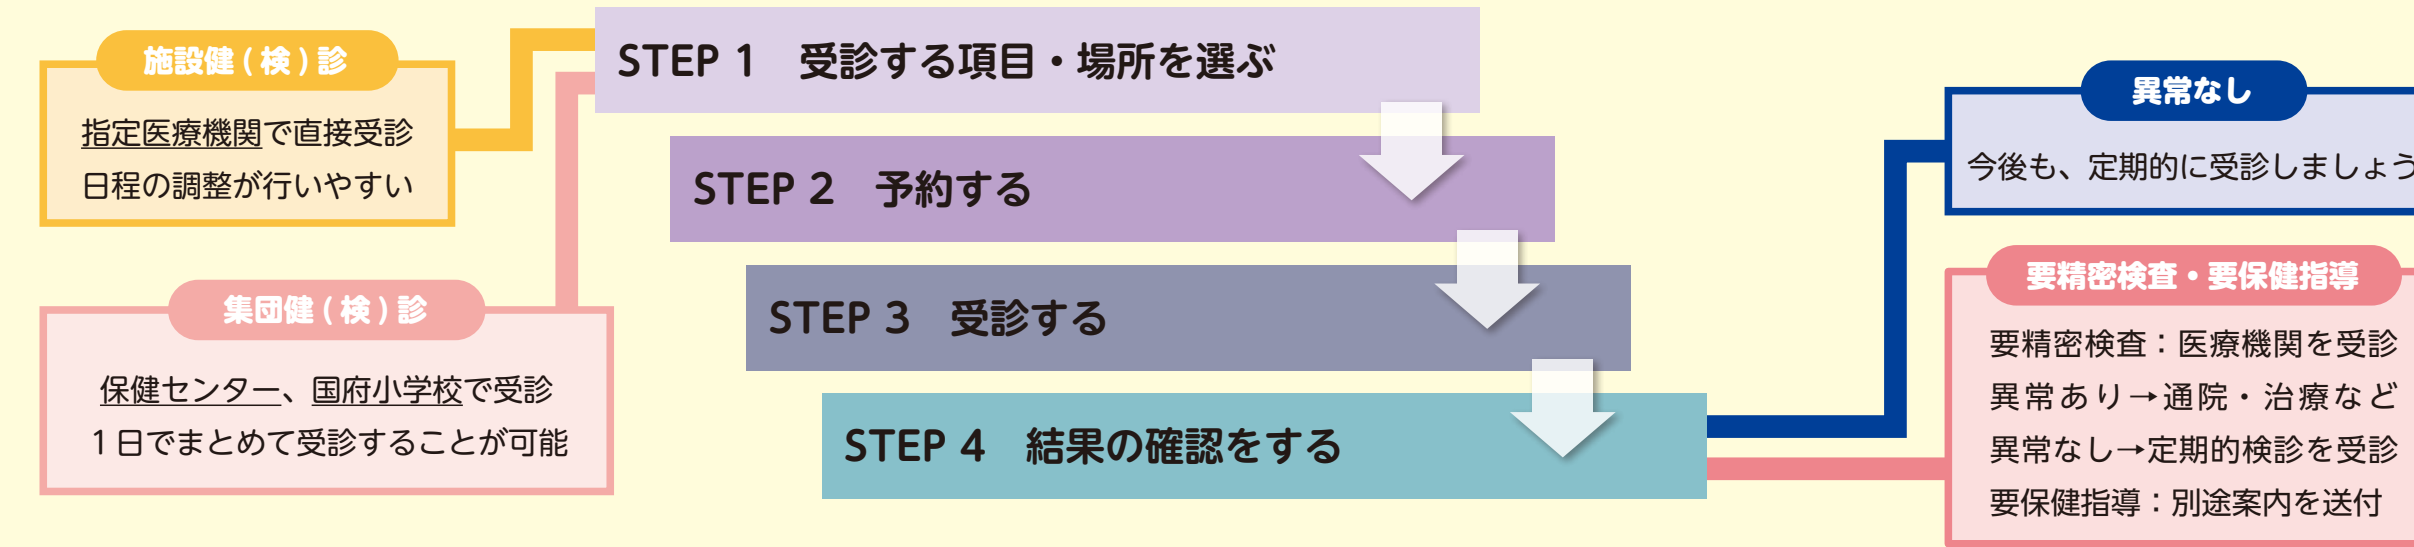 施設健(検)診
指定医療機関で直接受診
日程の調整が行いやすい
集団健(検)診
保健センター、国府小学校で受診
1日でまとめて受診することが可能
STEP 1 受診する項目・場所を選ぶ
STEP 2 予約する
STEP 3 受診する
STEP 4 結果の確認をする
異常なし
今後も、定期的に受診しましょう
要精密検査・要保健指導
要精密検査：医療機関を受診
異常あり→通院・治療など
異常なし→定期的検診を受診
要保健指導：別途案内を送付